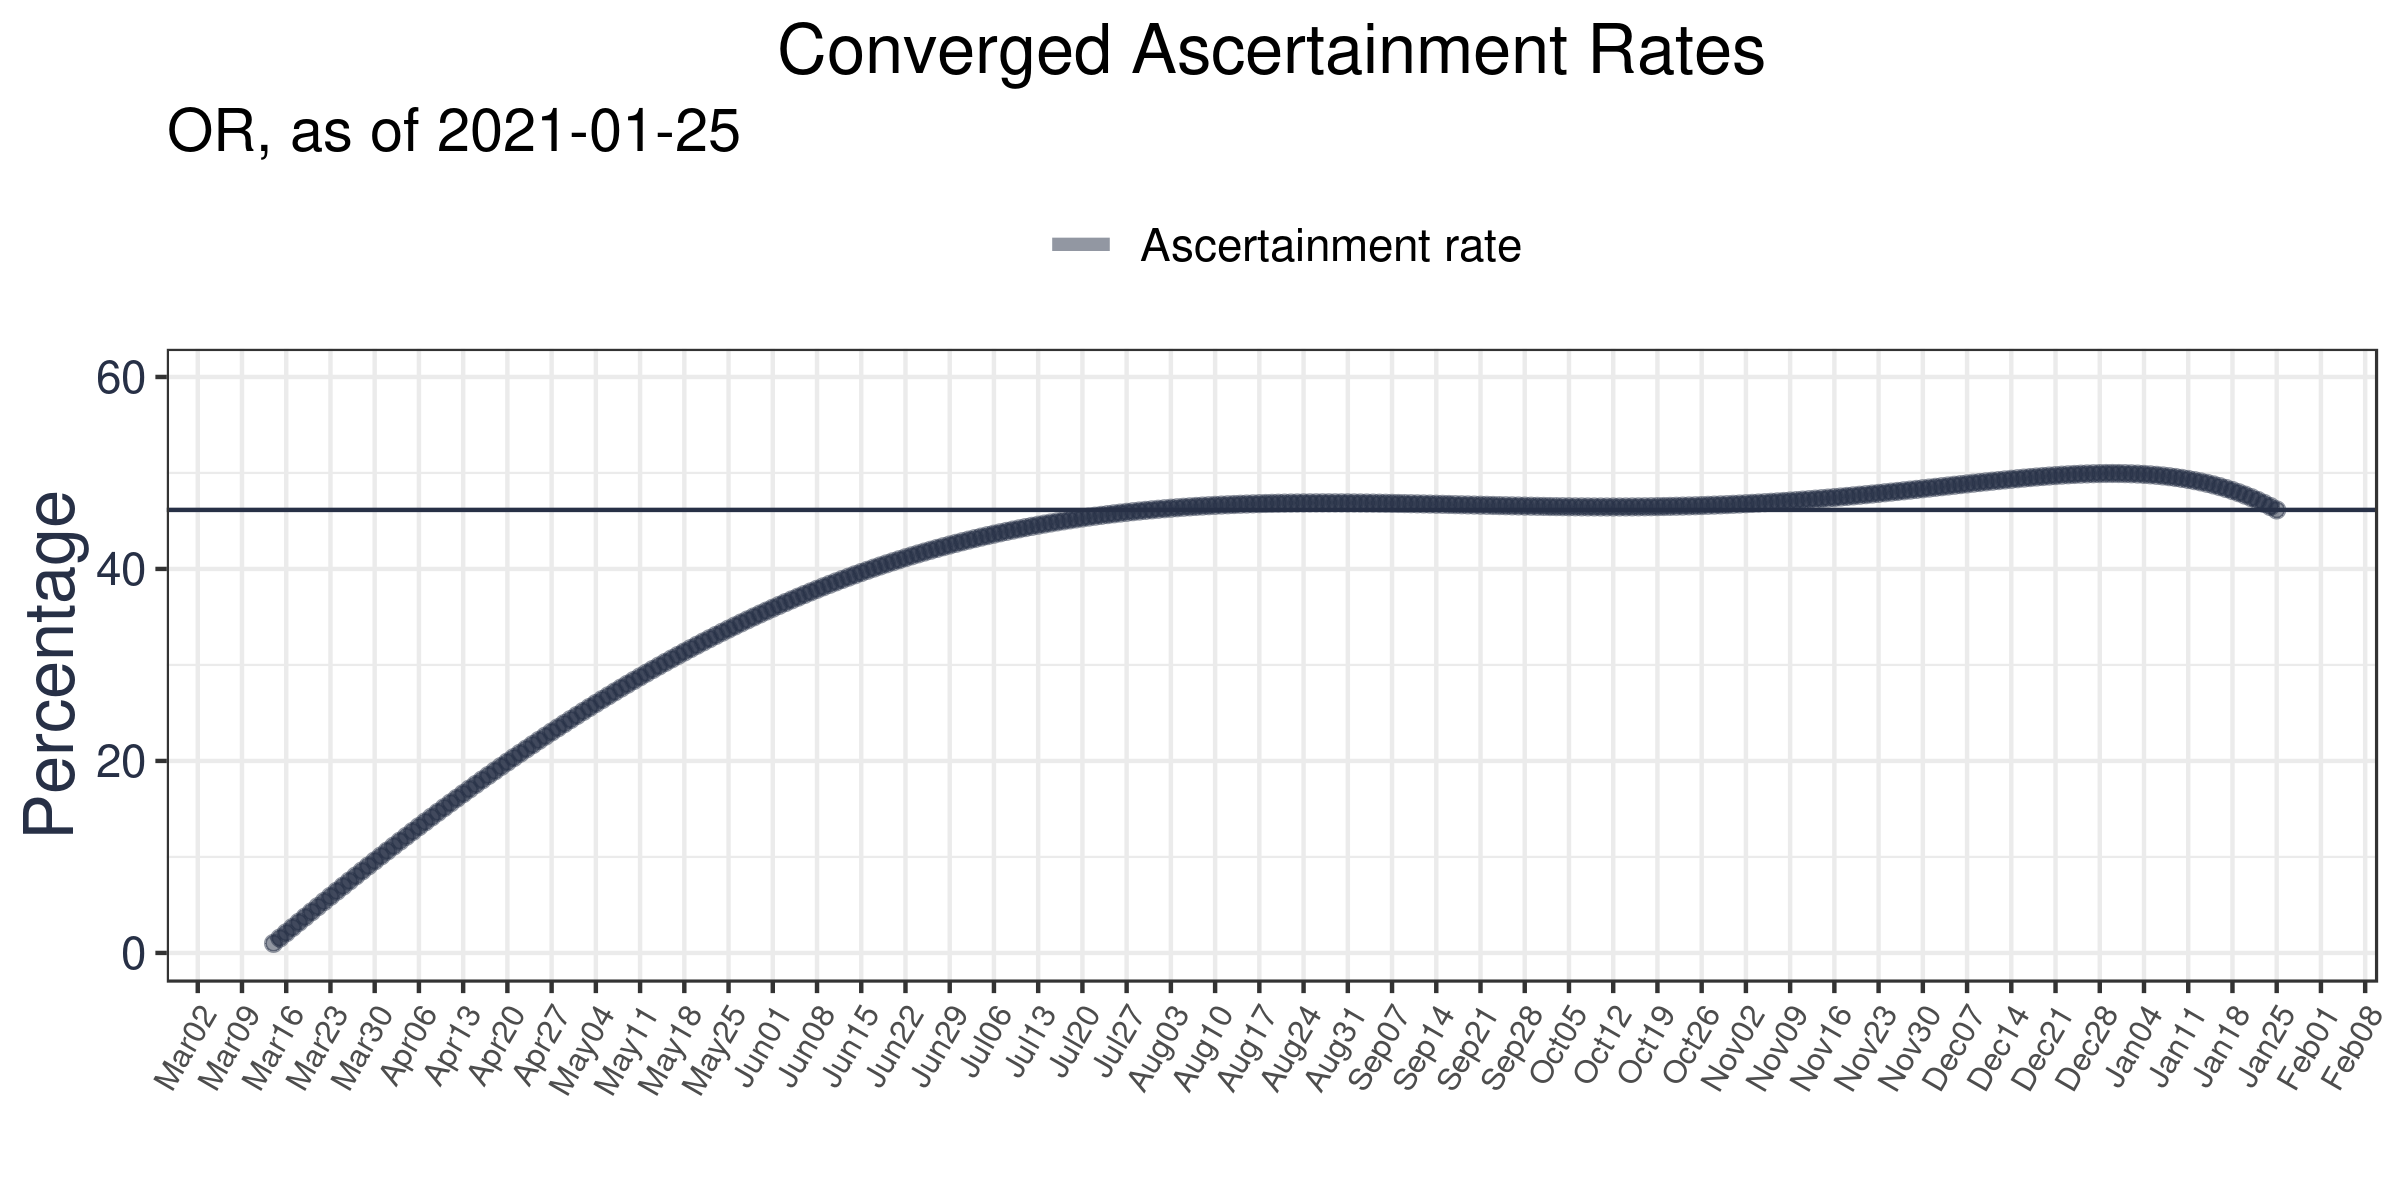 Converged Ascertainment Rates
OR, as of 2021-01-25
Ascertainment rate
Percentage
60
40
20
0
Mar02 Mar09 Mar16 Mar23 Mar30 Apr06 Apr13 Apr20 Apr27 May04 May11 May18 May25 Jun01 Jun08 Jun15 Jun22 Jun29 Jul06 Jul13 Jul20 Jul27 Aug03 Aug10 Aug17 Aug24 Aug31 Sep07 Sep14 Sep21 Sep28 Oct05 Oct12 Oct19 Oct26 Nov02 Nov09 Nov16 Nov23 Nov30 Dec07 Dec14 Dec21 Dec28 Jan04 Jan11 Jan18 Jan25 Feb01 Feb08